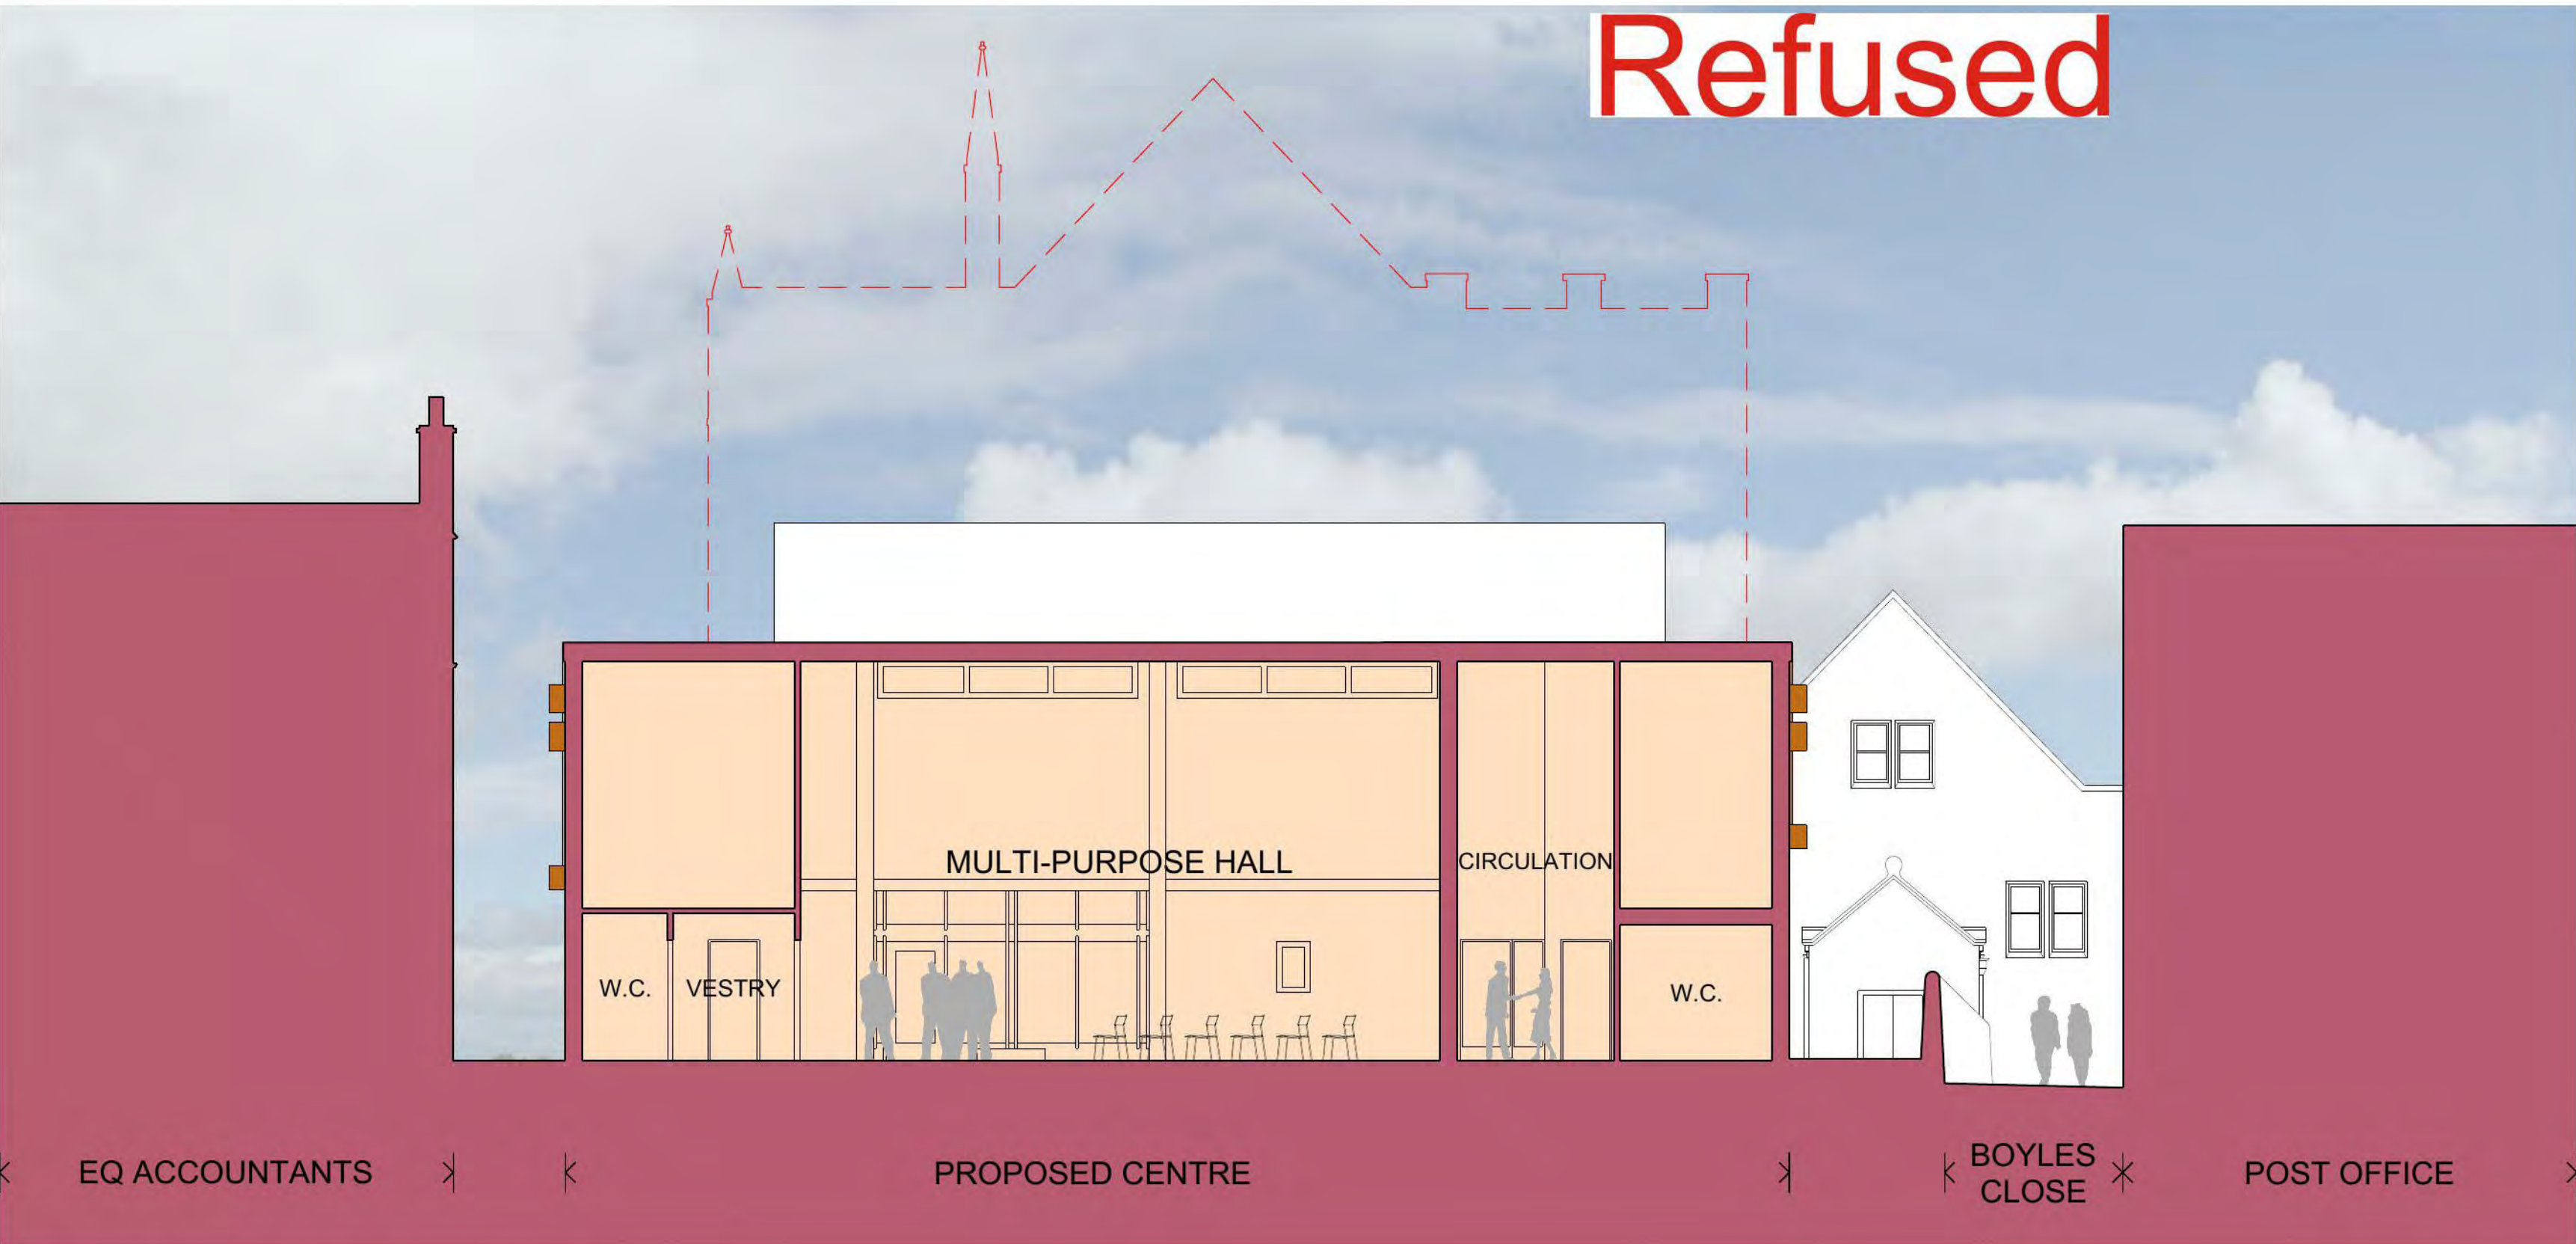 Refused
MULTI-PURPOSE HALL
CIRCULATION
W.C.
VESTRY
W.C.
EQ ACCOUNTANTS
PROPOSED CENTRE
BOYLES
CLOSE
POST OFFICE